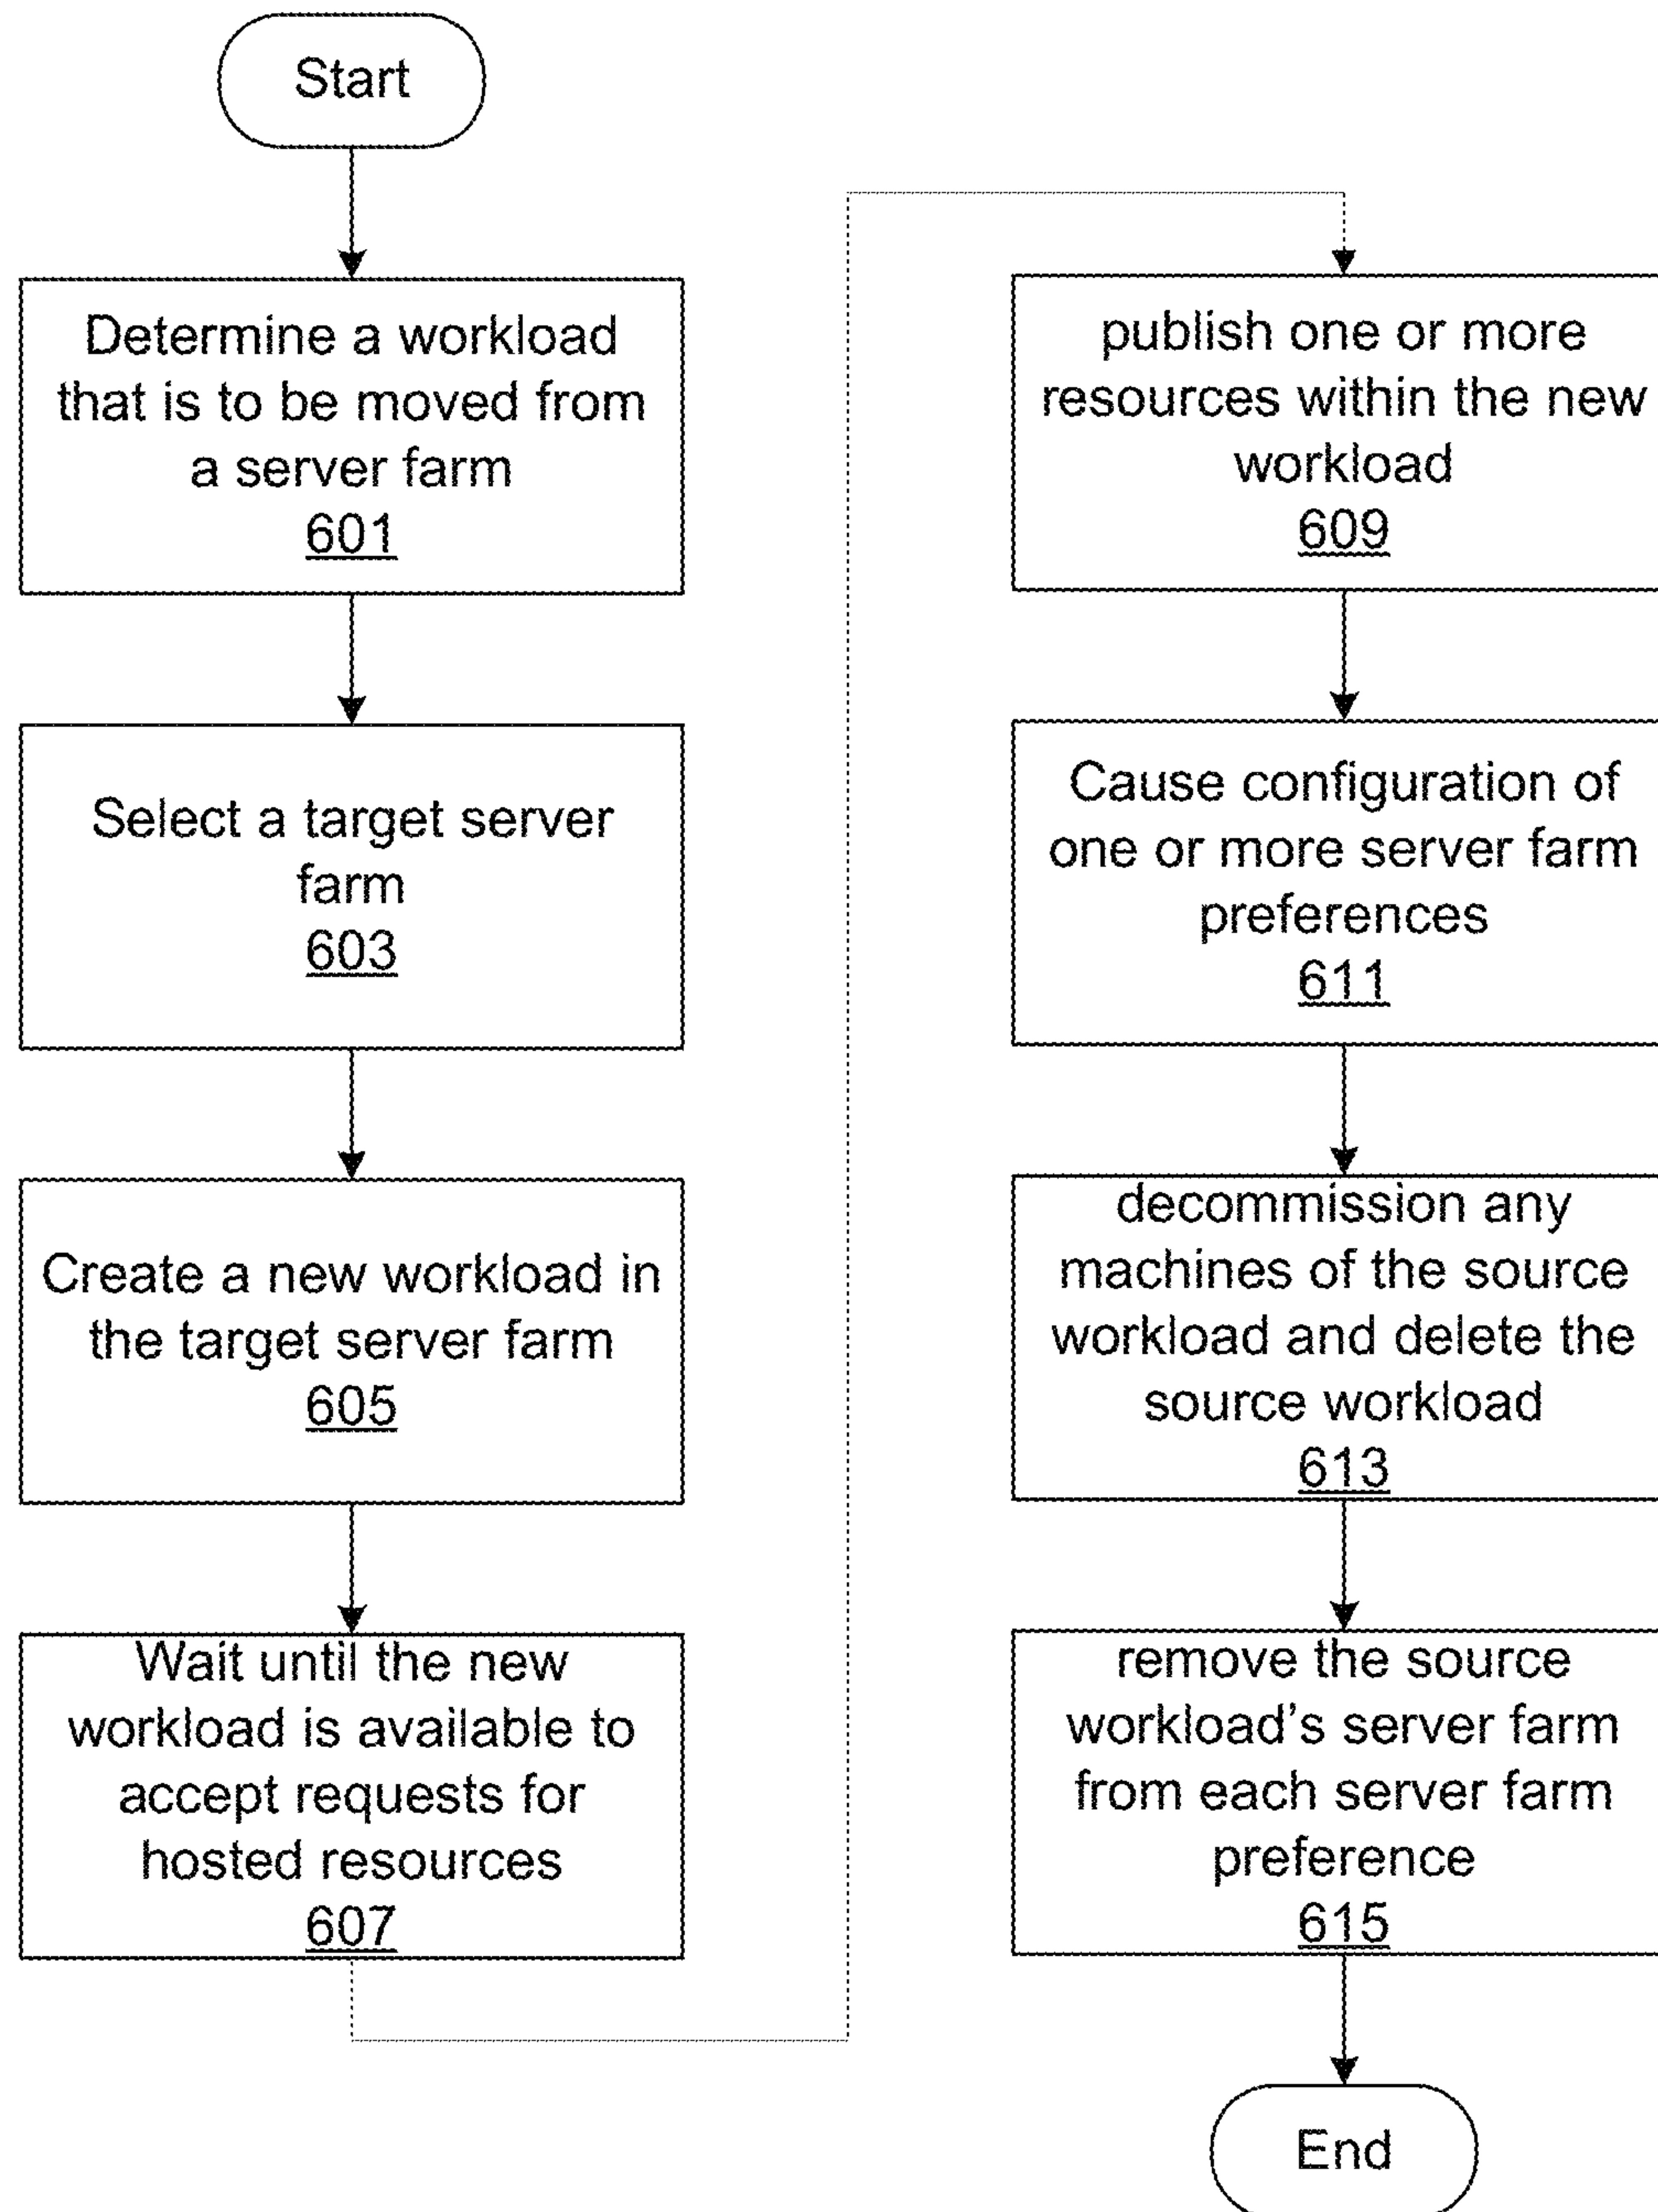 Start
Determine a workload
that is to be moved from
a server farm
601
Select a target server
farm
603
Create a new workload in
the target server farm
605
Wait until the new
workload is available to
accept requests for
hosted resources
607
publish one or more
resources within the new
workload
609
Cause configuration of
one or more server farm
preferences
611
decommission any
machines of the source
workload and delete the
source workload
613
remove the source
workload's server farm
from each server farm
preference
615
End